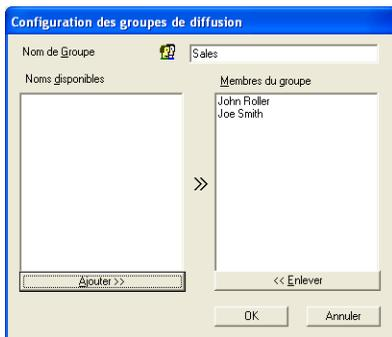 Configuration des groupes de diffusion
Nom de Groupe
Sales
Noms disponibles
Membres du groupe
John Roller
Joe Smith
>>
Ajouter >>
<< Enlever
OK
Annuler